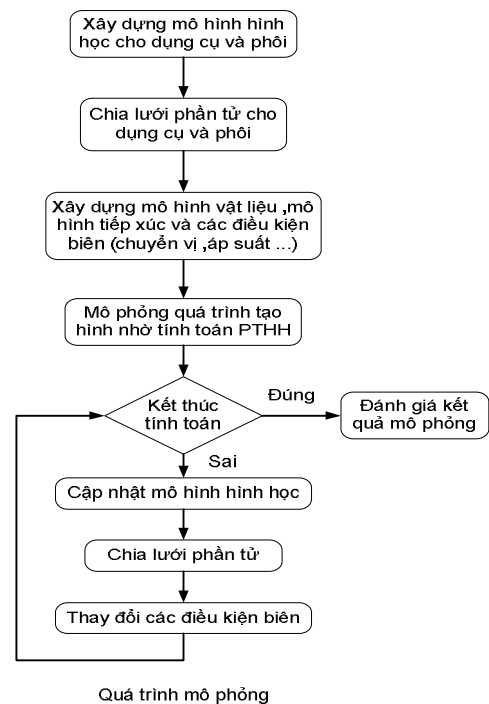 Xây dựng mô hình hình
học cho dụng cụ và phôi
Chia lưới phần tử cho
dụng cụ và phôi
Xây dựng mô hình vật liệu ,mô
hình tiếp xúc và các điều kiện
biên (chuyển vị ,áp suất ...)
Mô phỏng quá trình tạo
hình nhờ tính toán PTHH
Kết thúc
tính toán
Đúng
Đánh giá kết
quả mô phỏng
Sai
Cập nhật mô hình hình học
Chia lưới phần tử
Thay đổi các điều kiện biên
Quá trình mô phỏng